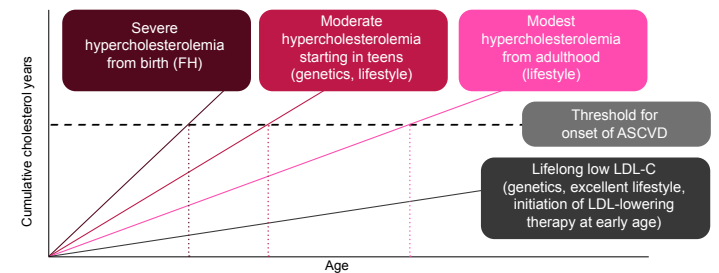 Severe
hypercholesterolemia
from birth (FH)
Moderate
hypercholesterolemia
starting in teens
(genetics, lifestyle)
Modest
hypercholesterolemia
from adulthood
(lifestyle)
Threshold for
onset of ASCVD
Lifelong low LDL-C
(genetics, excellent lifestyle,
initiation of LDL-lowering
therapy at early age)
Cumulative cholesterol years
Age